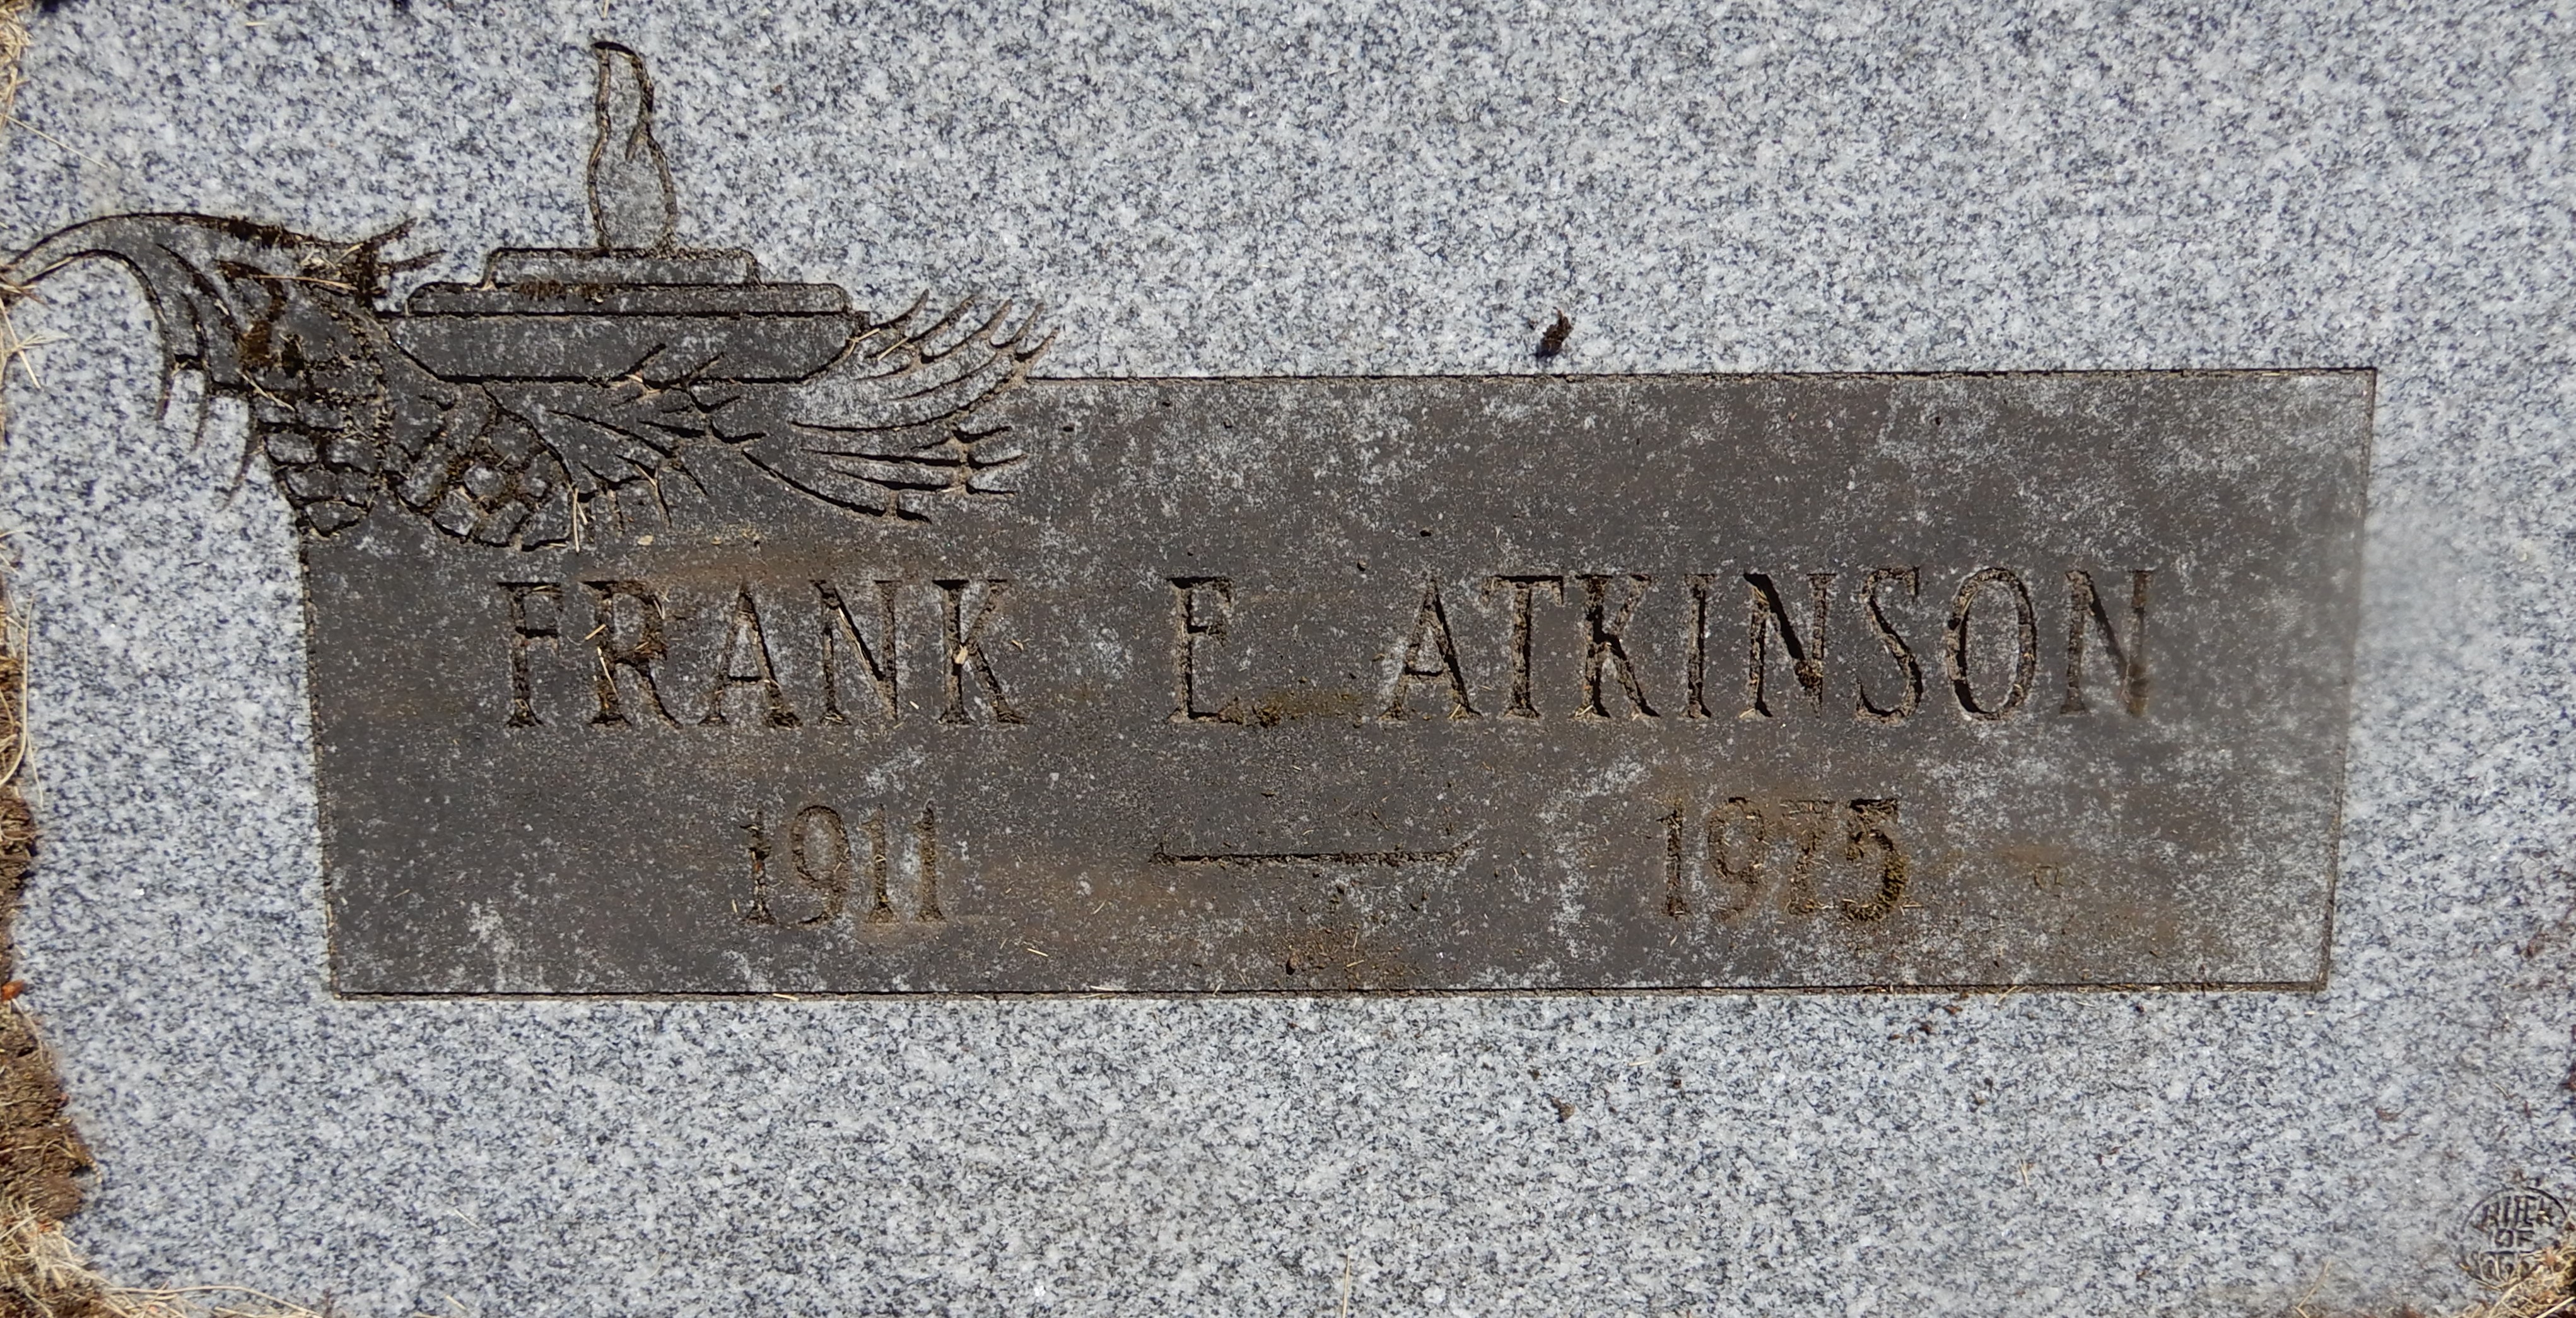 FRANK E. ATKINSON
1911 — 1975